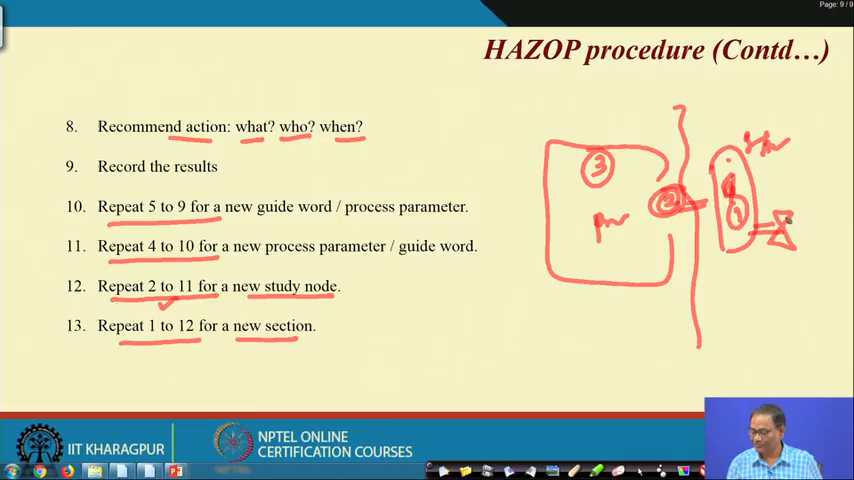 Page: 9 / 9
HAZOP procedure (Contd…)
8. Recommend action: what? who? when?
9. Record the results
10. Repeat 5 to 9 for a new guide word / process parameter.
11. Repeat 4 to 10 for a new process parameter / guide word.
12. Repeat 2 to 11 for a new study node.
13. Repeat 1 to 12 for a new section.
3
2
1
IIT KHARAGPUR
NPTEL ONLINE
CERTIFICATION COURSES